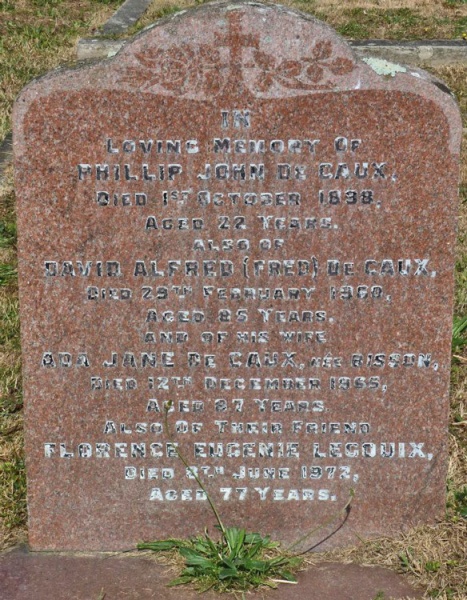 IN
LOVING MEMORY OF
PHILLIP JOHN DE CAUX,
DIED 1ST OCTOBER 1938,
AGED 22 YEARS.
ALSO OF
DAVID ALFRED (FRED) DE CAUX,
DIED 29TH FEBRUARY 1960,
AGED 85 YEARS.
AND OF HIS WIFE
ADA JANE DE CAUX, NÉE BISSON,
DIED 12TH DECEMBER 1965,
AGED 87 YEARS.
ALSO OF THEIR FRIEND
FLORENCE EUGENIE LEGOUIX,
DIED JUNE 1972,
AGED 77 YEARS.